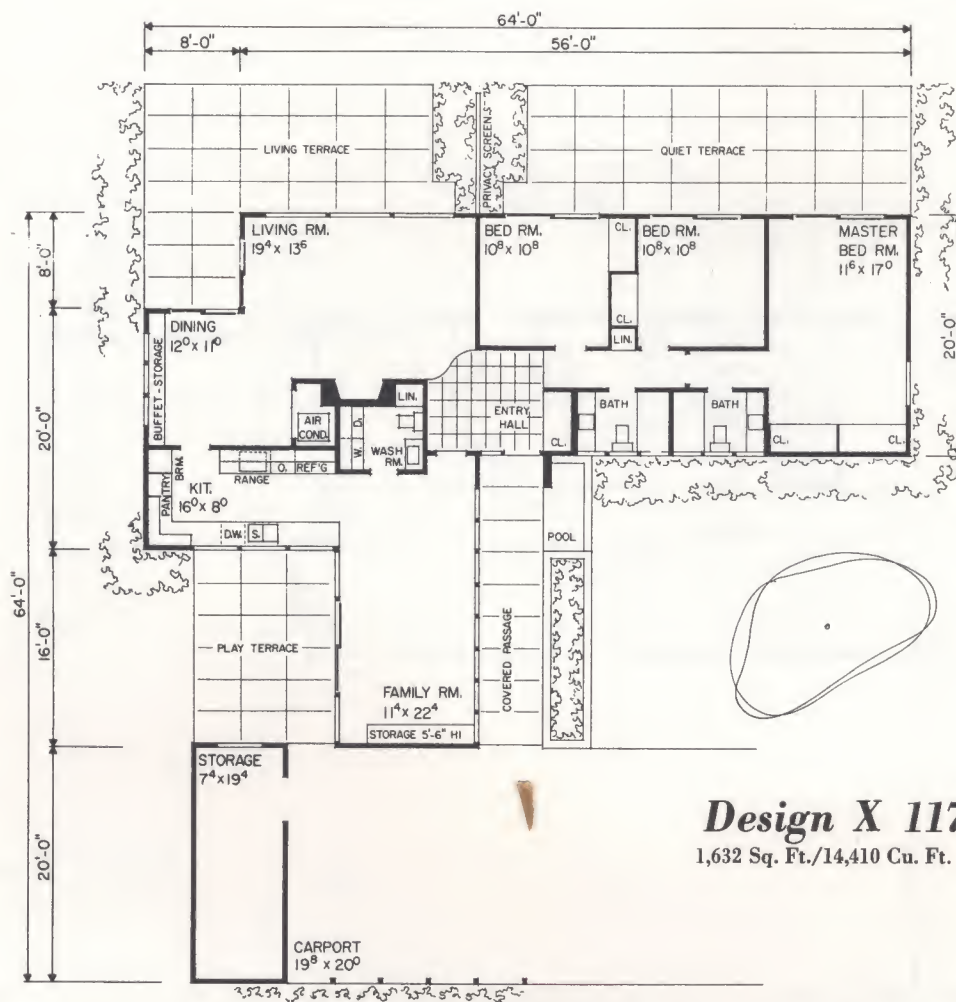 64'-0"
8'-0"
56'-0"
LIVING TERRACE
PRIVACY SCREEN
QUIET TERRACE
LIVING RM.
19⁴ x 13⁶
BED RM.
10⁸ x 10⁸
CL.
BED RM.
10⁸ x 10⁸
MASTER
BED RM.
11⁶ x 17⁰
8'-0"
20'-0"
CL.
LIN.
DINING
12⁰ x 11⁰
BUFFET - STORAGE
20'-0"
AIR
COND.
LIN.
D.
W.
WASH
RM.
ENTRY
HALL
CL.
BATH
BATH
CL.
CL.
BRM.
PANTRY
KIT.
16⁰ x 8⁰
RANGE
O.
REF'G
D.W.
S.
POOL
64'-0"
16'-0"
PLAY TERRACE
COVERED PASSAGE
FAMILY RM.
11⁴ x 22⁴
STORAGE 5'-6" HI
STORAGE
7⁴ x 19⁴
20'-0"
CARPORT
19⁸ x 20⁰
Design X 117
1,632 Sq. Ft./14,410 Cu. Ft.